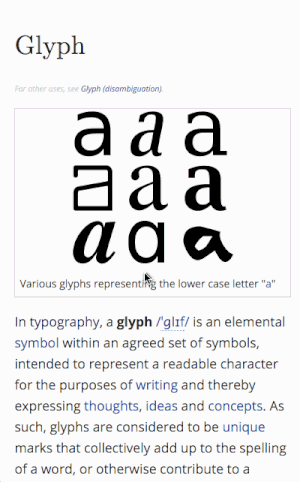 Glyph
For other uses, see Glyph (disambiguation).
a a a
a a a
a a a
Various glyphs representing the lower case letter "a"
In typography, a glyph /ˈɡlɪf/ is an elemental
symbol within an agreed set of symbols,
intended to represent a readable character
for the purposes of writing and thereby
expressing thoughts, ideas and concepts. As
such, glyphs are considered to be unique
marks that collectively add up to the spelling
of a word, or otherwise contribute to a